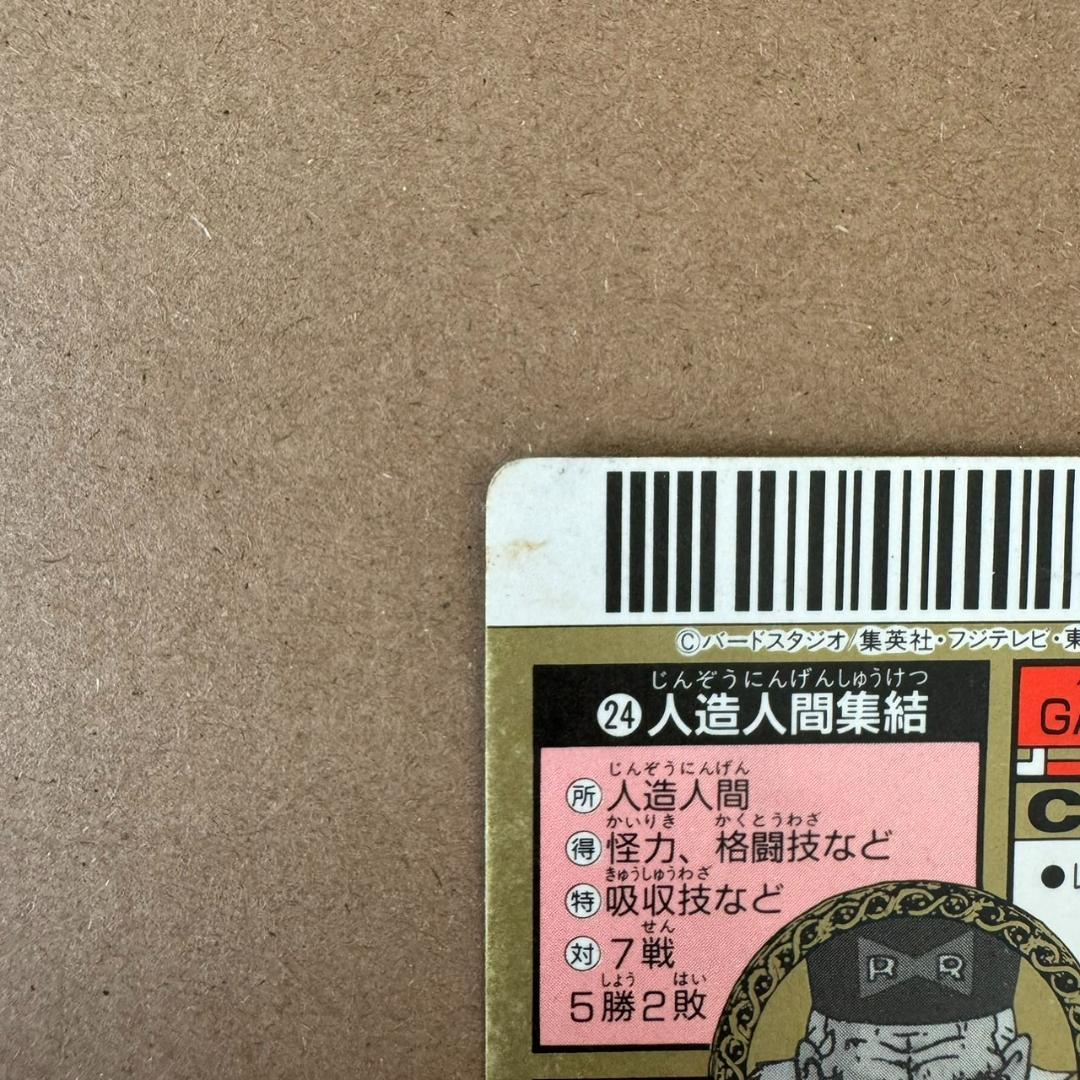 ©バードスタジオ/集英社・フジテレビ・東
じんぞうにんげんしゅうけつ
24 人造人間集結
じんぞうにんげん
所 人造人間
かいりき かくとうわざ
得 怪力、格闘技など
きゅうしゅうわざ
特 吸収技など
せん
対 7戦
しょう はい
5勝2敗
R R
GA
C
●